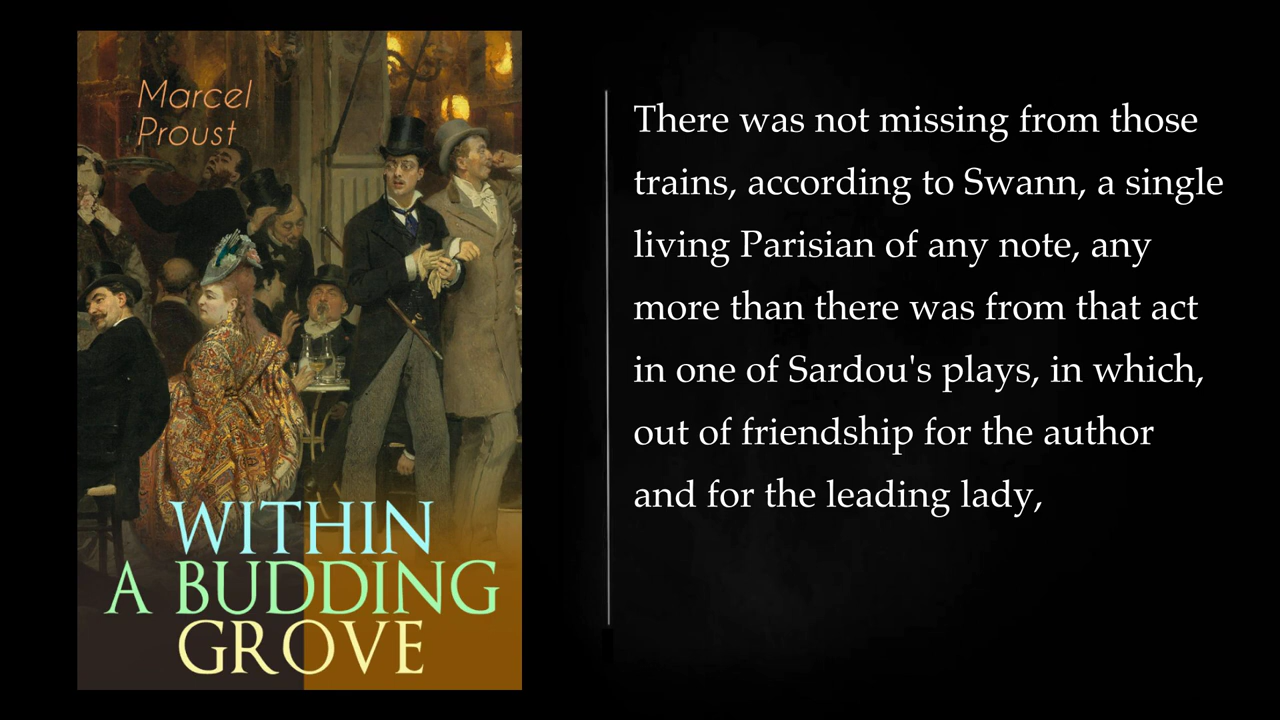 Marcel
Proust
WITHIN
A BUDDING
GROVE
There was not missing from those
trains, according to Swann, a single
living Parisian of any note, any
more than there was from that act
in one of Sardou's plays, in which,
out of friendship for the author
and for the leading lady,